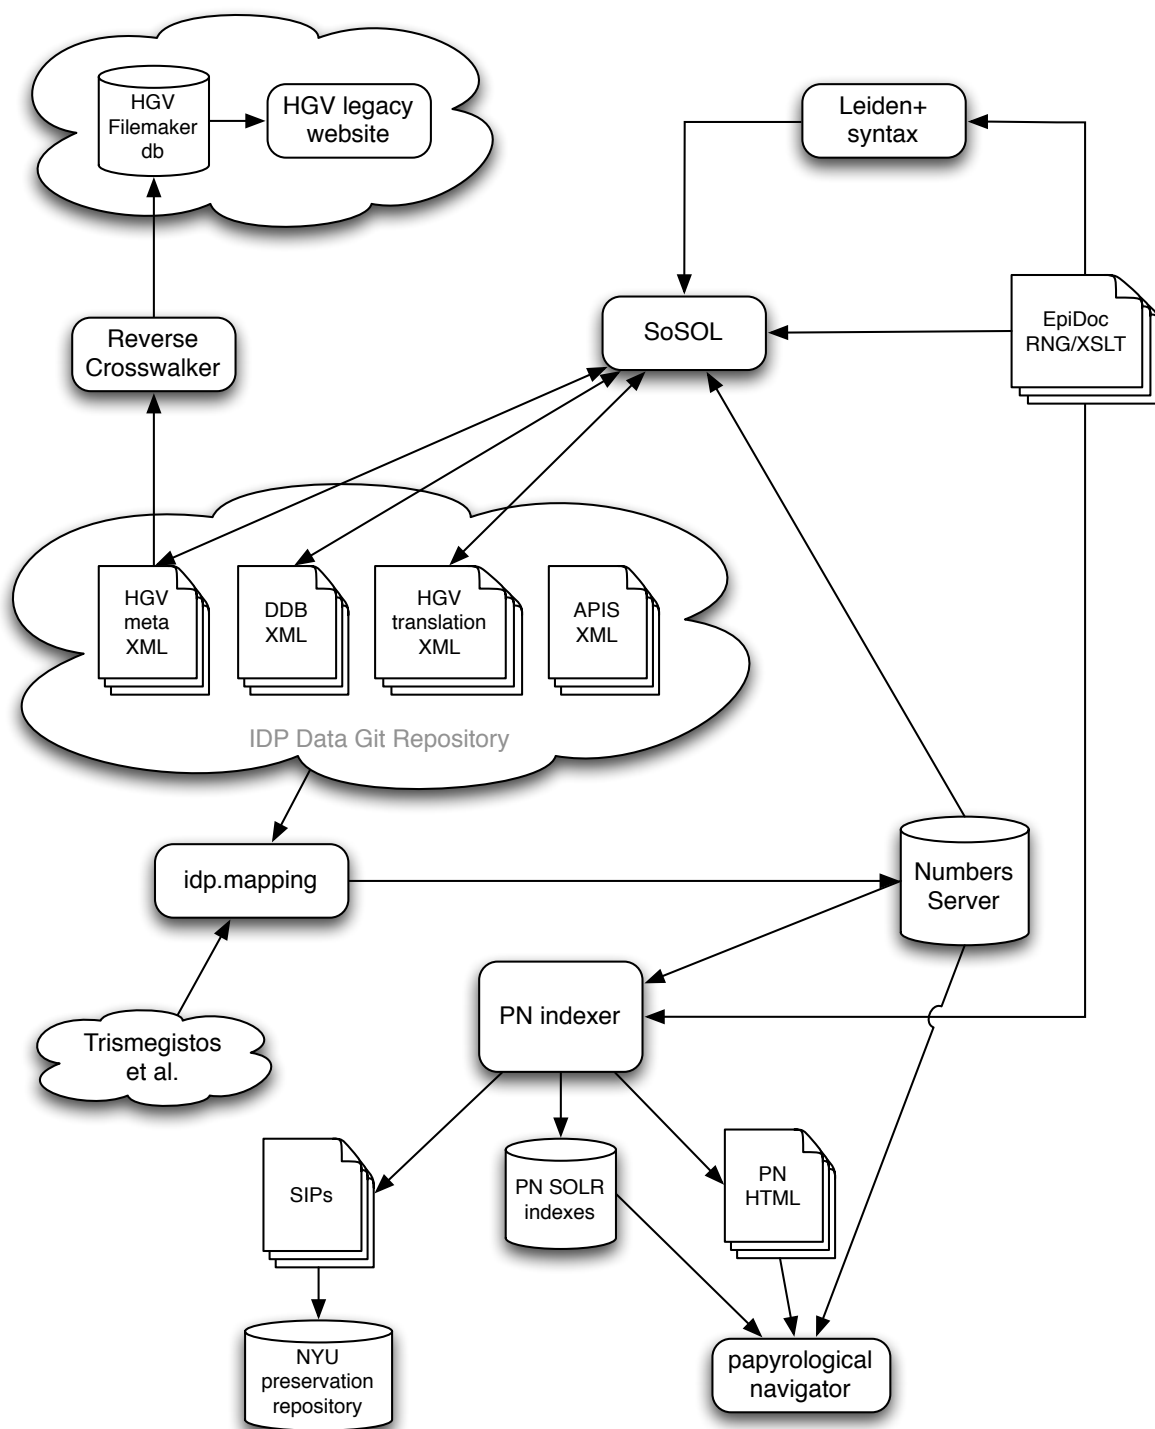 HGV
Filemaker
db
HGV legacy
website
Leiden+
syntax
Reverse
Crosswalker
SoSOL
EpiDoc
RNG/XSLT
HGV
meta
XML
DDB
XML
HGV
translation
XML
APIS
XML
IDP Data Git Repository
idp.mapping
Numbers
Server
Trismegistos
et al.
PN indexer
SIPs
PN SOLR
indexes
PN
HTML
NYU
preservation
repository
papyrological
navigator